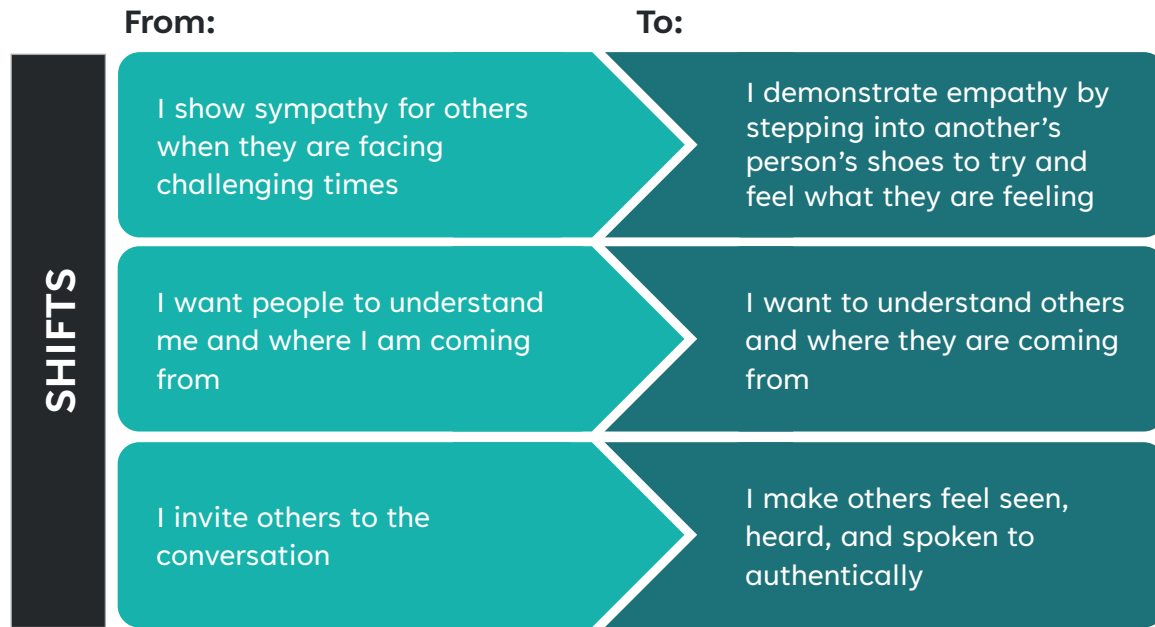 From:
To:
SHIFTS
I show sympathy for others
when they are facing
challenging times
I demonstrate empathy by
stepping into another’s
person’s shoes to try and
feel what they are feeling
I want people to understand
me and where I am coming
from
I want to understand others
and where they are coming
from
I invite others to the
conversation
I make others feel seen,
heard, and spoken to
authentically